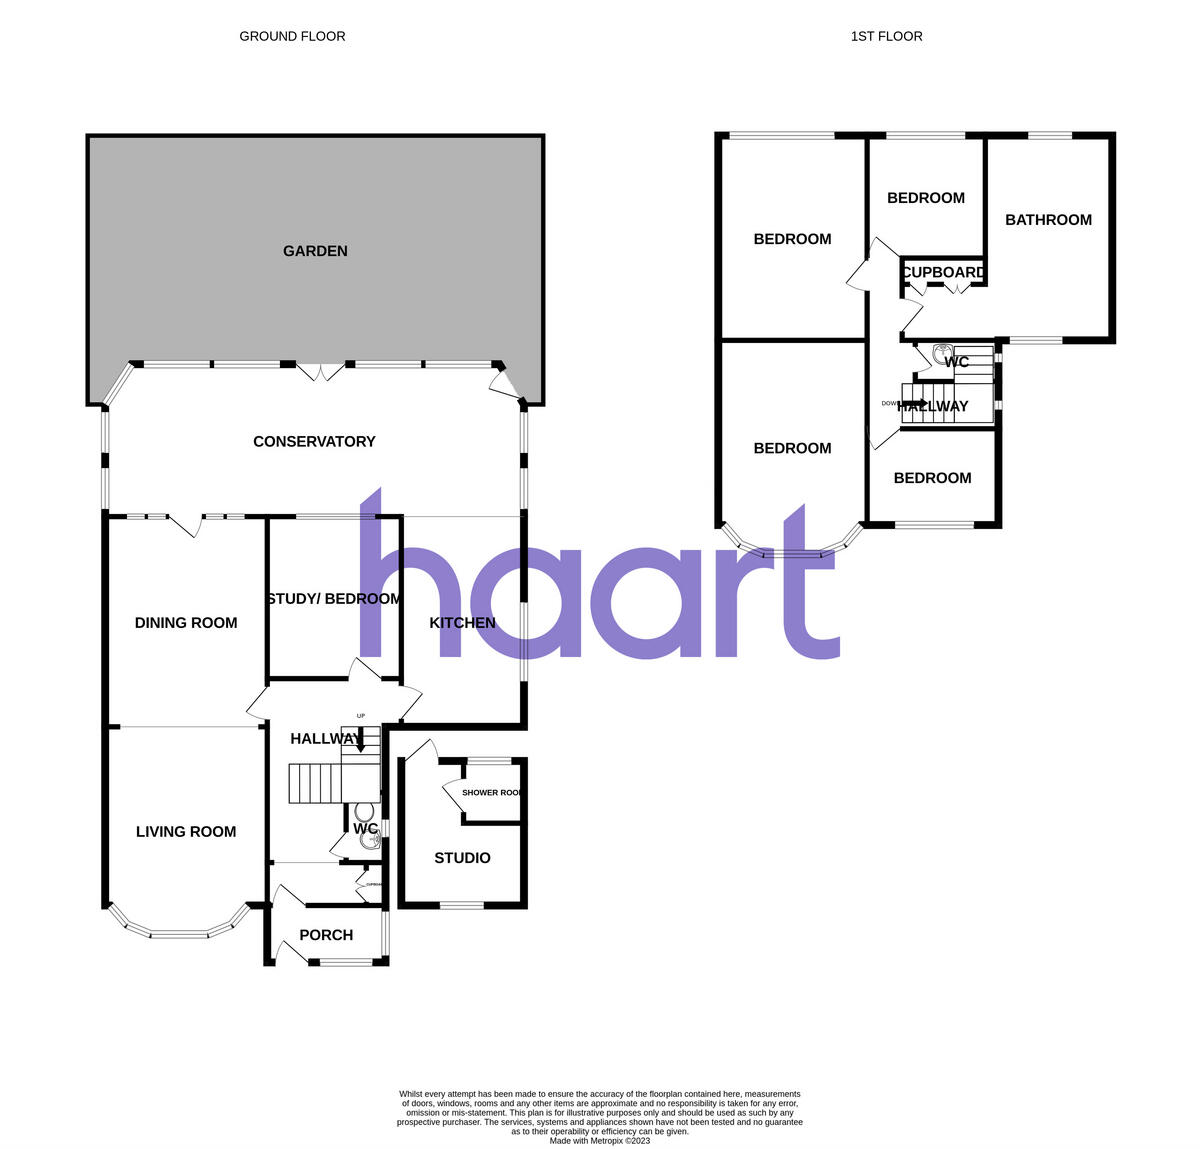 GROUND FLOOR
1ST FLOOR
GARDEN
CONSERVATORY
DINING ROOM
STUDY/ BEDROOM
KITCHEN
UP
HALLWAY
LIVING ROOM
WC
CUPBOARD
SHOWER ROOM
STUDIO
PORCH
BEDROOM
BEDROOM
BATHROOM
CUPBOARD
WC
DOWN
HALLWAY
BEDROOM
BEDROOM
haart
Whilst every attempt has been made to ensure the accuracy of the floorplan contained here, measurements
of doors, windows, rooms and any other items are approximate and no responsibility is taken for any error,
omission or mis-statement. This plan is for illustrative purposes only and should be used as such by any
prospective purchaser. The services, systems and appliances shown have not been tested and no guarantee
as to their operability or efficiency can be given.
Made with Metropix ©2023